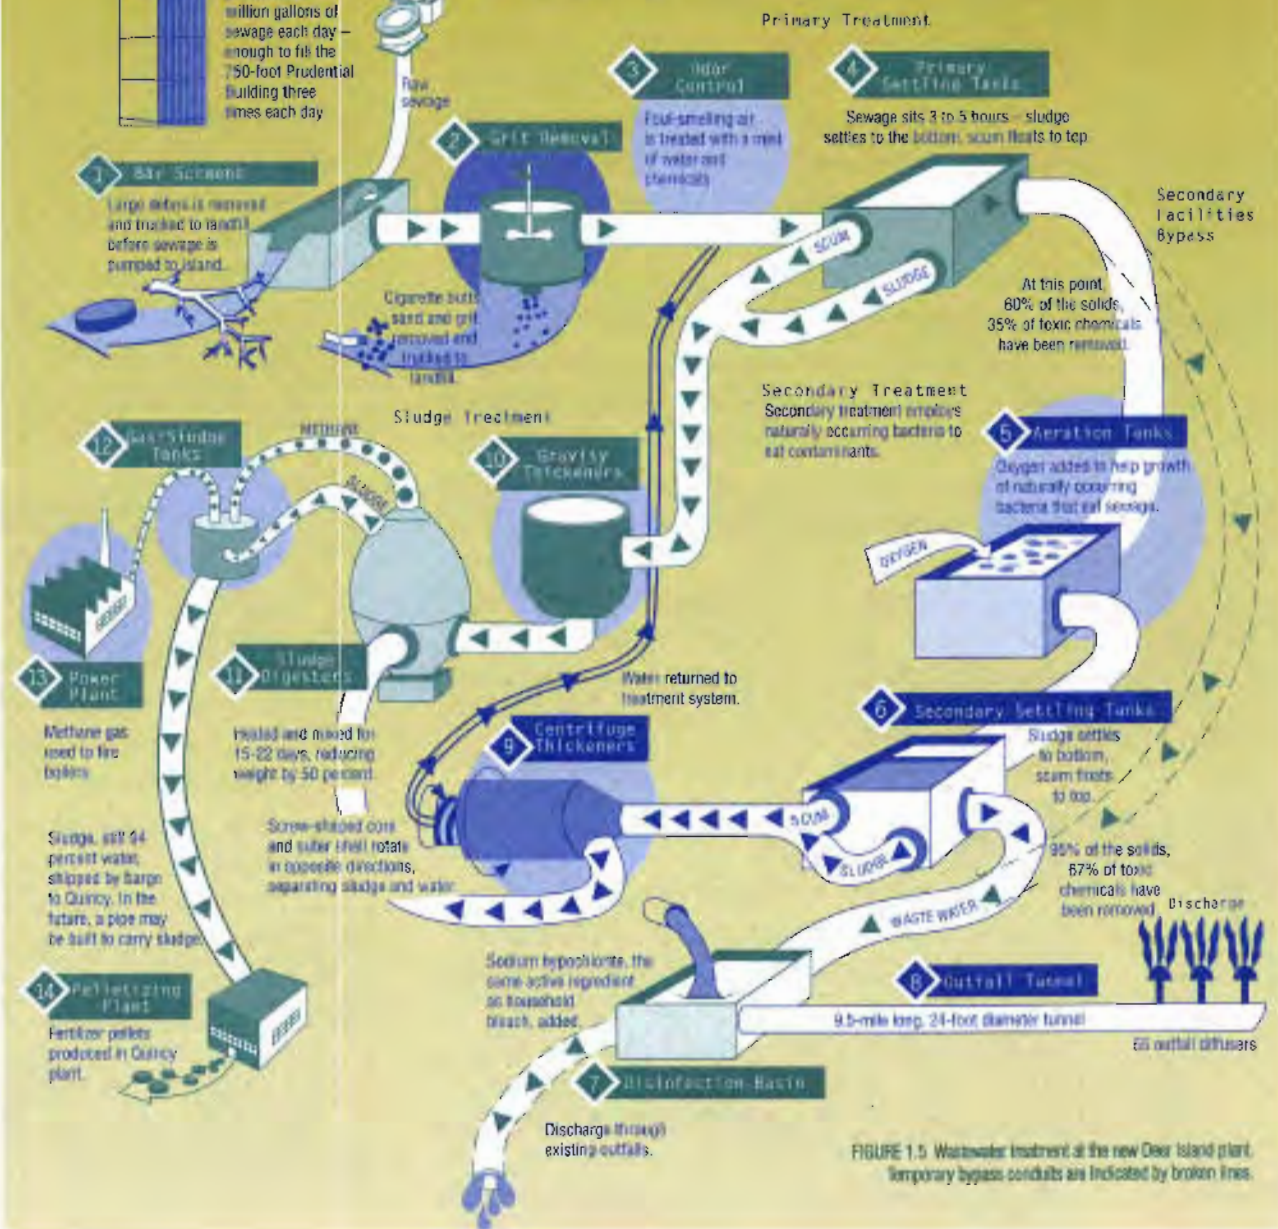 million gallons of
sewage each day –
enough to fill the
750-foot Prudential
Building three
times each day
Raw
sewage
Primary Treatment
1 Bar Screens
Large debris is removed
and trucked to landfill
before sewage is
pumped to island.
2 Grit Removal
Cigarette butts
sand and grit
removed and
trucked to
landfill.
3 Odor
Control
Foul-smelling air
is treated with a mist
of water and
chemicals
4 Primary
Settling Tanks
Sewage sits 3 to 5 hours – sludge
settles to the bottom, scum floats to top.
SCUM
SLUDGE
Secondary
Facilities
Bypass
At this point,
60% of the solids,
35% of toxic chemicals
have been removed.
Secondary Treatment
Secondary treatment employs
naturally occurring bacteria to
eat contaminants.
5 Aeration Tanks
Oxygen added to help growth
of naturally occurring
bacteria that eat sewage.
OXYGEN
6 Secondary Settling Tanks
Sludge settles
to bottom,
scum floats
to top.
SCUM
SLUDGE
95% of the solids,
67% of toxic
chemicals have
been removed.
WASTE WATER
Discharge
8 Outfall Tunnel
9.5-mile long, 24-foot diameter tunnel
55 outfall diffusers
Sodium hypochlorite, the
same active ingredient
as household
bleach, added.
7 Disinfection Basin
Discharge through
existing outfalls.
Water returned to
treatment system.
9 Centrifuge
Thickeners
Screw-shaped core
and outer shell rotate
in opposite directions,
separating sludge and water.
Sludge Treatment
10 Gravity
Thickeners
11 Sludge
Digesters
Heated and mixed for
15-22 days, reducing
weight by 50 percent.
METHANE
SLUDGE
12 Gas/Sludge
Tanks
13 Power
Plant
Methane gas
used to fire
boilers
Sludge, still 94
percent water,
shipped by barge
to Quincy. In the
future, a pipe may
be built to carry sludge.
14 Pelletizing
Plant
Fertilizer pellets
produced in Quincy
plant.
FIGURE 1.5 Wastewater treatment at the new Deer Island plant.
Temporary bypass conduits are indicated by broken lines.